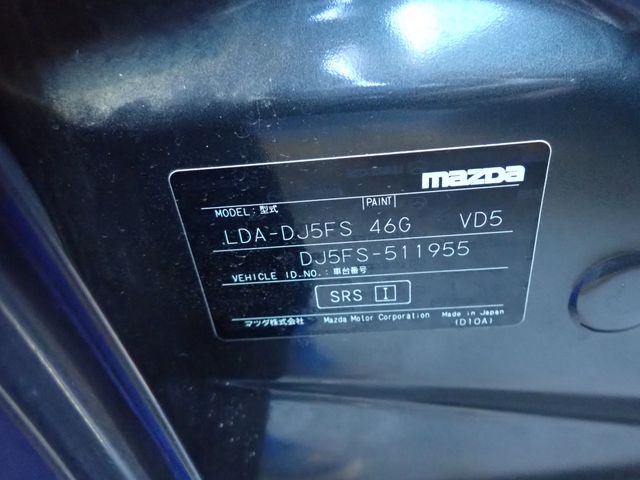 mazda
MODEL: 型式 PAINT
LDA-DJ5FS 46G VD5
DJ5FS-511955
VEHICLE ID.NO.: 車台番号
SRS I
マツダ株式会社 Mazda Motor Corporation Made in Japan
(D10A)